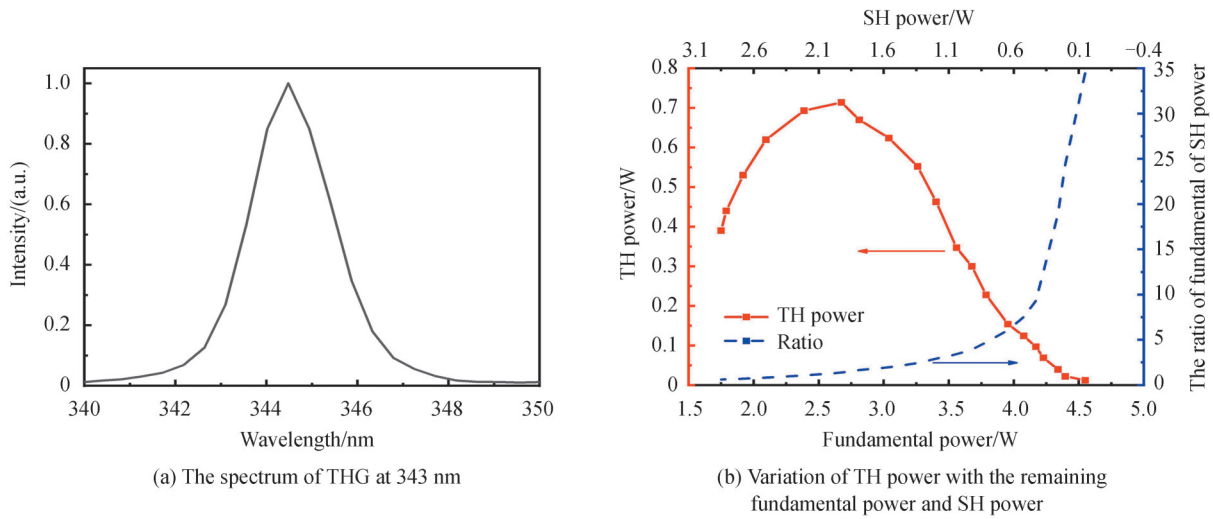 1.0
0.8
0.6
0.4
0.2
0
Intensity/(a.u.)
340 342 344 346 348 350
Wavelength/nm
(a) The spectrum of THG at 343 nm
SH power/W
3.1 2.6 2.1 1.6 1.1 0.6 0.1 −0.4
0.8
0.7
0.6
0.5
0.4
0.3
0.2
0.1
0
TH power/W
TH power
Ratio
35
30
25
20
15
10
5
0
The ratio of fundamental of SH power
1.5 2.0 2.5 3.0 3.5 4.0 4.5 5.0
Fundamental power/W
(b) Variation of TH power with the remaining
fundamental power and SH power